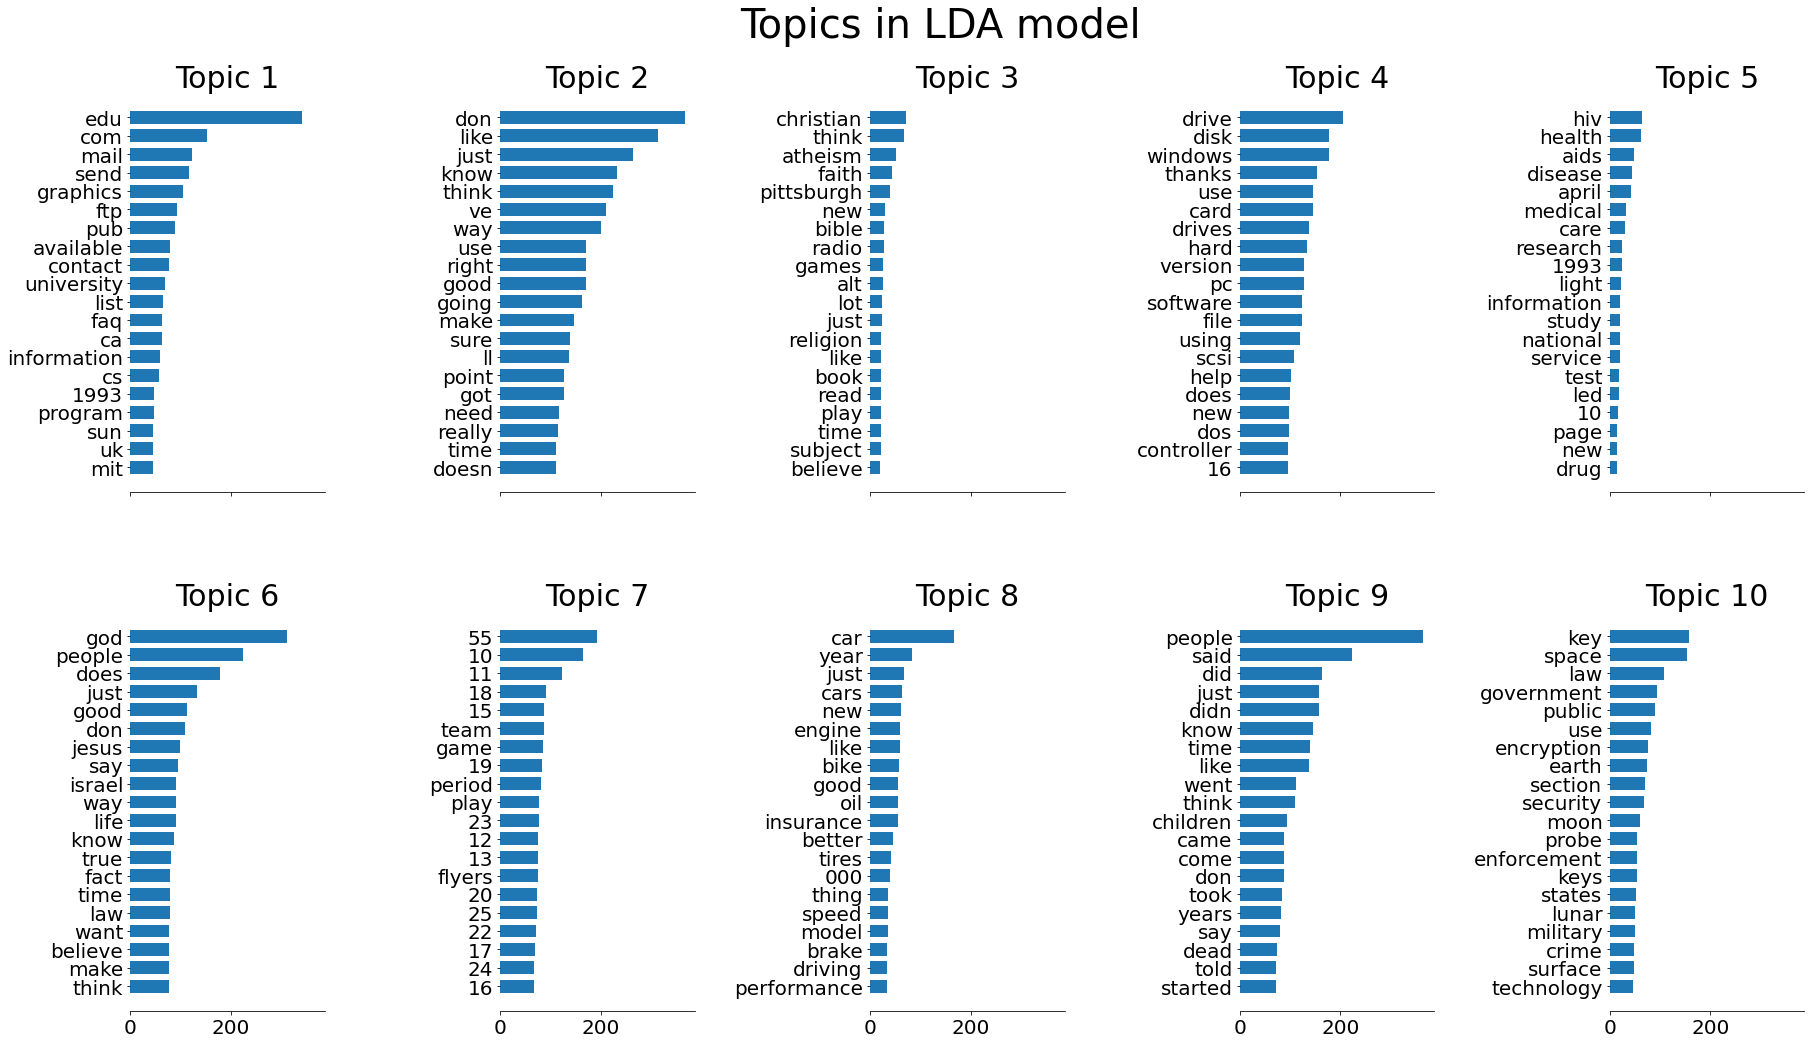 Topics in LDA model
Topic 1
edu
com
mail
send
graphics
ftp
pub
available
contact
university
list
faq
ca
information
cs
1993
program
sun
uk
mit
0
200
Topic 2
don
like
just
know
think
ve
way
use
right
good
going
make
sure
ll
point
got
need
really
time
doesn
Topic 3
christian
think
atheism
faith
pittsburgh
new
bible
radio
games
alt
lot
just
religion
like
book
read
play
time
subject
believe
Topic 4
drive
disk
windows
thanks
use
card
drives
hard
version
pc
software
file
using
scsi
help
does
new
dos
controller
16
Topic 5
hiv
health
aids
disease
april
medical
care
research
1993
light
information
study
national
service
test
led
10
page
new
drug
Topic 6
god
people
does
just
good
don
jesus
say
israel
way
life
know
true
fact
time
law
want
believe
make
think
0 200
Topic 7
55
10
11
18
15
team
game
19
period
play
23
12
13
flyers
20
25
22
17
24
16
0 200
Topic 8
car
year
just
cars
new
engine
like
bike
good
oil
insurance
better
tires
000
thing
speed
model
brake
driving
performance
0 200
Topic 9
people
said
did
just
didn
know
time
like
went
think
children
came
come
don
took
years
say
dead
told
started
0 200
Topic 10
key
space
law
government
public
use
encryption
earth
section
security
moon
probe
enforcement
keys
states
lunar
military
crime
surface
technology
0 200